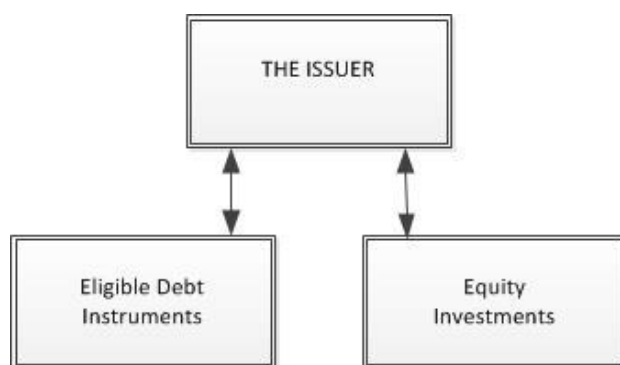 THE ISSUER
Eligible Debt
Instruments
Equity
Investments